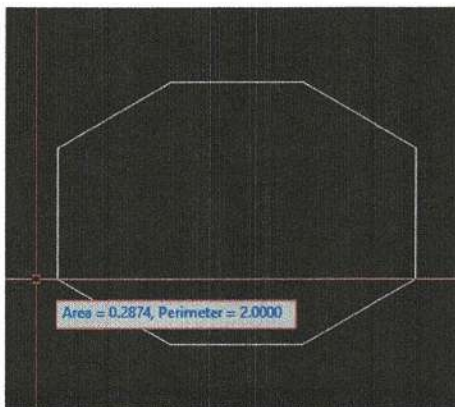 Area = 0.2874, Perimeter = 2.0000